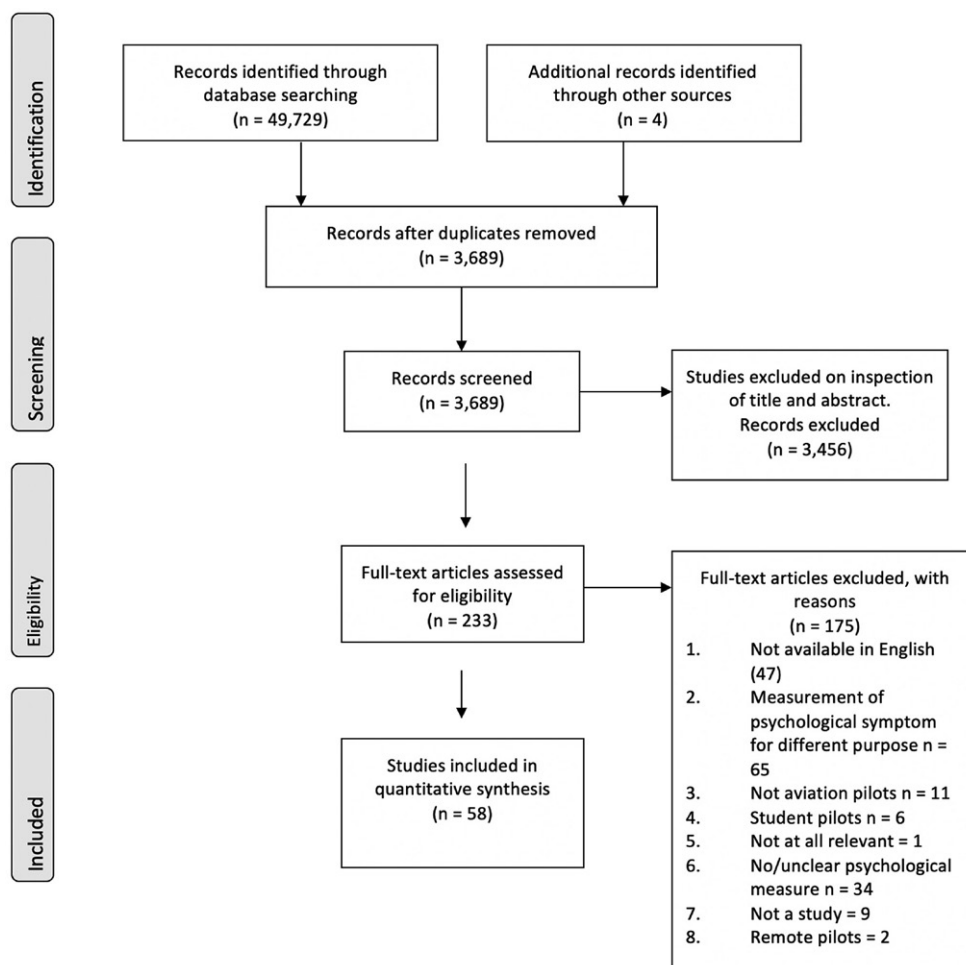 Identification
Records identified through
database searching
(n = 49,729)
Additional records identified
through other sources
(n = 4)
Records after duplicates removed
(n = 3,689)
Screening
Records screened
(n = 3,689)
Studies excluded on inspection
of title and abstract.
Records excluded
(n = 3,456)
Eligibility
Full-text articles assessed
for eligibility
(n = 233)
Full-text articles excluded, with
reasons
(n = 175)
1. Not available in English
(47)
2. Measurement of
psychological symptom
for different purpose n =
65
3. Not aviation pilots n = 11
4. Student pilots n = 6
5. Not at all relevant = 1
6. No/unclear psychological
measure n = 34
7. Not a study = 9
8. Remote pilots = 2
Included
Studies included in
quantitative synthesis
(n = 58)